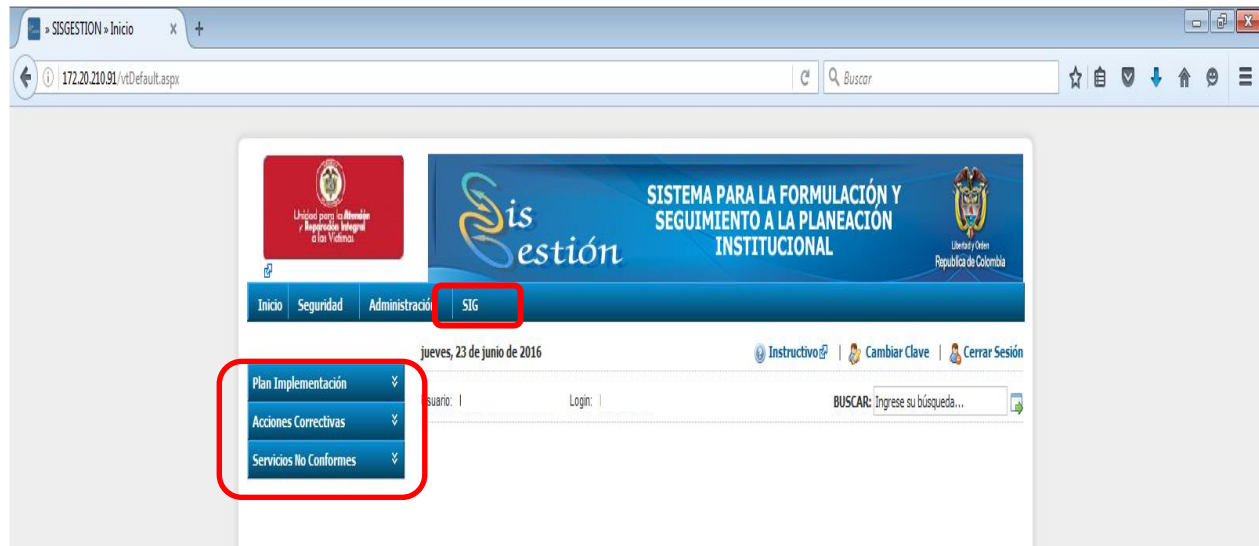 » SISGESTION » Inicio
172.20.210.91/vtDefault.aspx
Buscar
Unidad para la Atención
y Reparación Integral
a las Víctimas
Sis
Gestión
SISTEMA PARA LA FORMULACIÓN Y
SEGUIMIENTO A LA PLANEACIÓN
INSTITUCIONAL
Libertad y Orden
Republica de Colombia
Inicio Seguridad Administración SIG
jueves, 23 de junio de 2016
Instructivo | Cambiar Clave | Cerrar Sesión
Plan Implementación
Acciones Correctivas
Servicios No Conformes
Usuario: Login:
BUSCAR: Ingrese su búsqueda...